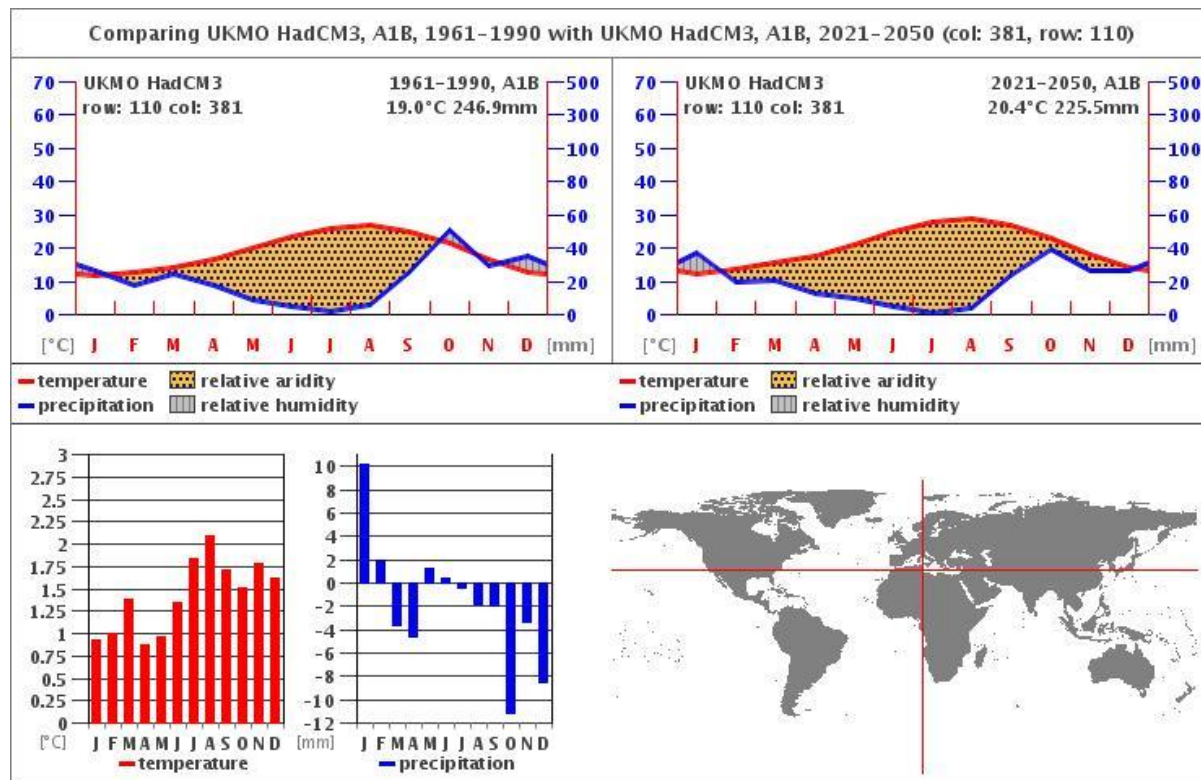 Comparing UKMO HadCM3, A1B, 1961-1990 with UKMO HadCM3, A1B, 2021-2050 (col: 381, row: 110)
70 UKMO HadCM3 1961-1990, A1B 500
60 row: 110 col: 381 19.0°C 246.9mm 300
50 100
40 80
30 60
20 40
10 20
0 0
[°C] J F M A M J J A S O N D [mm]
temperature relative aridity
precipitation relative humidity
70 UKMO HadCM3 2021-2050, A1B 500
60 row: 110 col: 381 20.4°C 225.5mm 300
50 100
40 80
30 60
20 40
10 20
0 0
[°C] J F M A M J J A S O N D [mm]
temperature relative aridity
precipitation relative humidity
3
2.75
2.5
2.25
2
1.75
1.5
1.25
1
0.75
0.5
0.25
0
[°C] J F M A M J J A S O N D
temperature
10
8
6
4
2
0
-2
-4
-6
-8
-10
-12
[mm] J F M A M J J A S O N D
precipitation